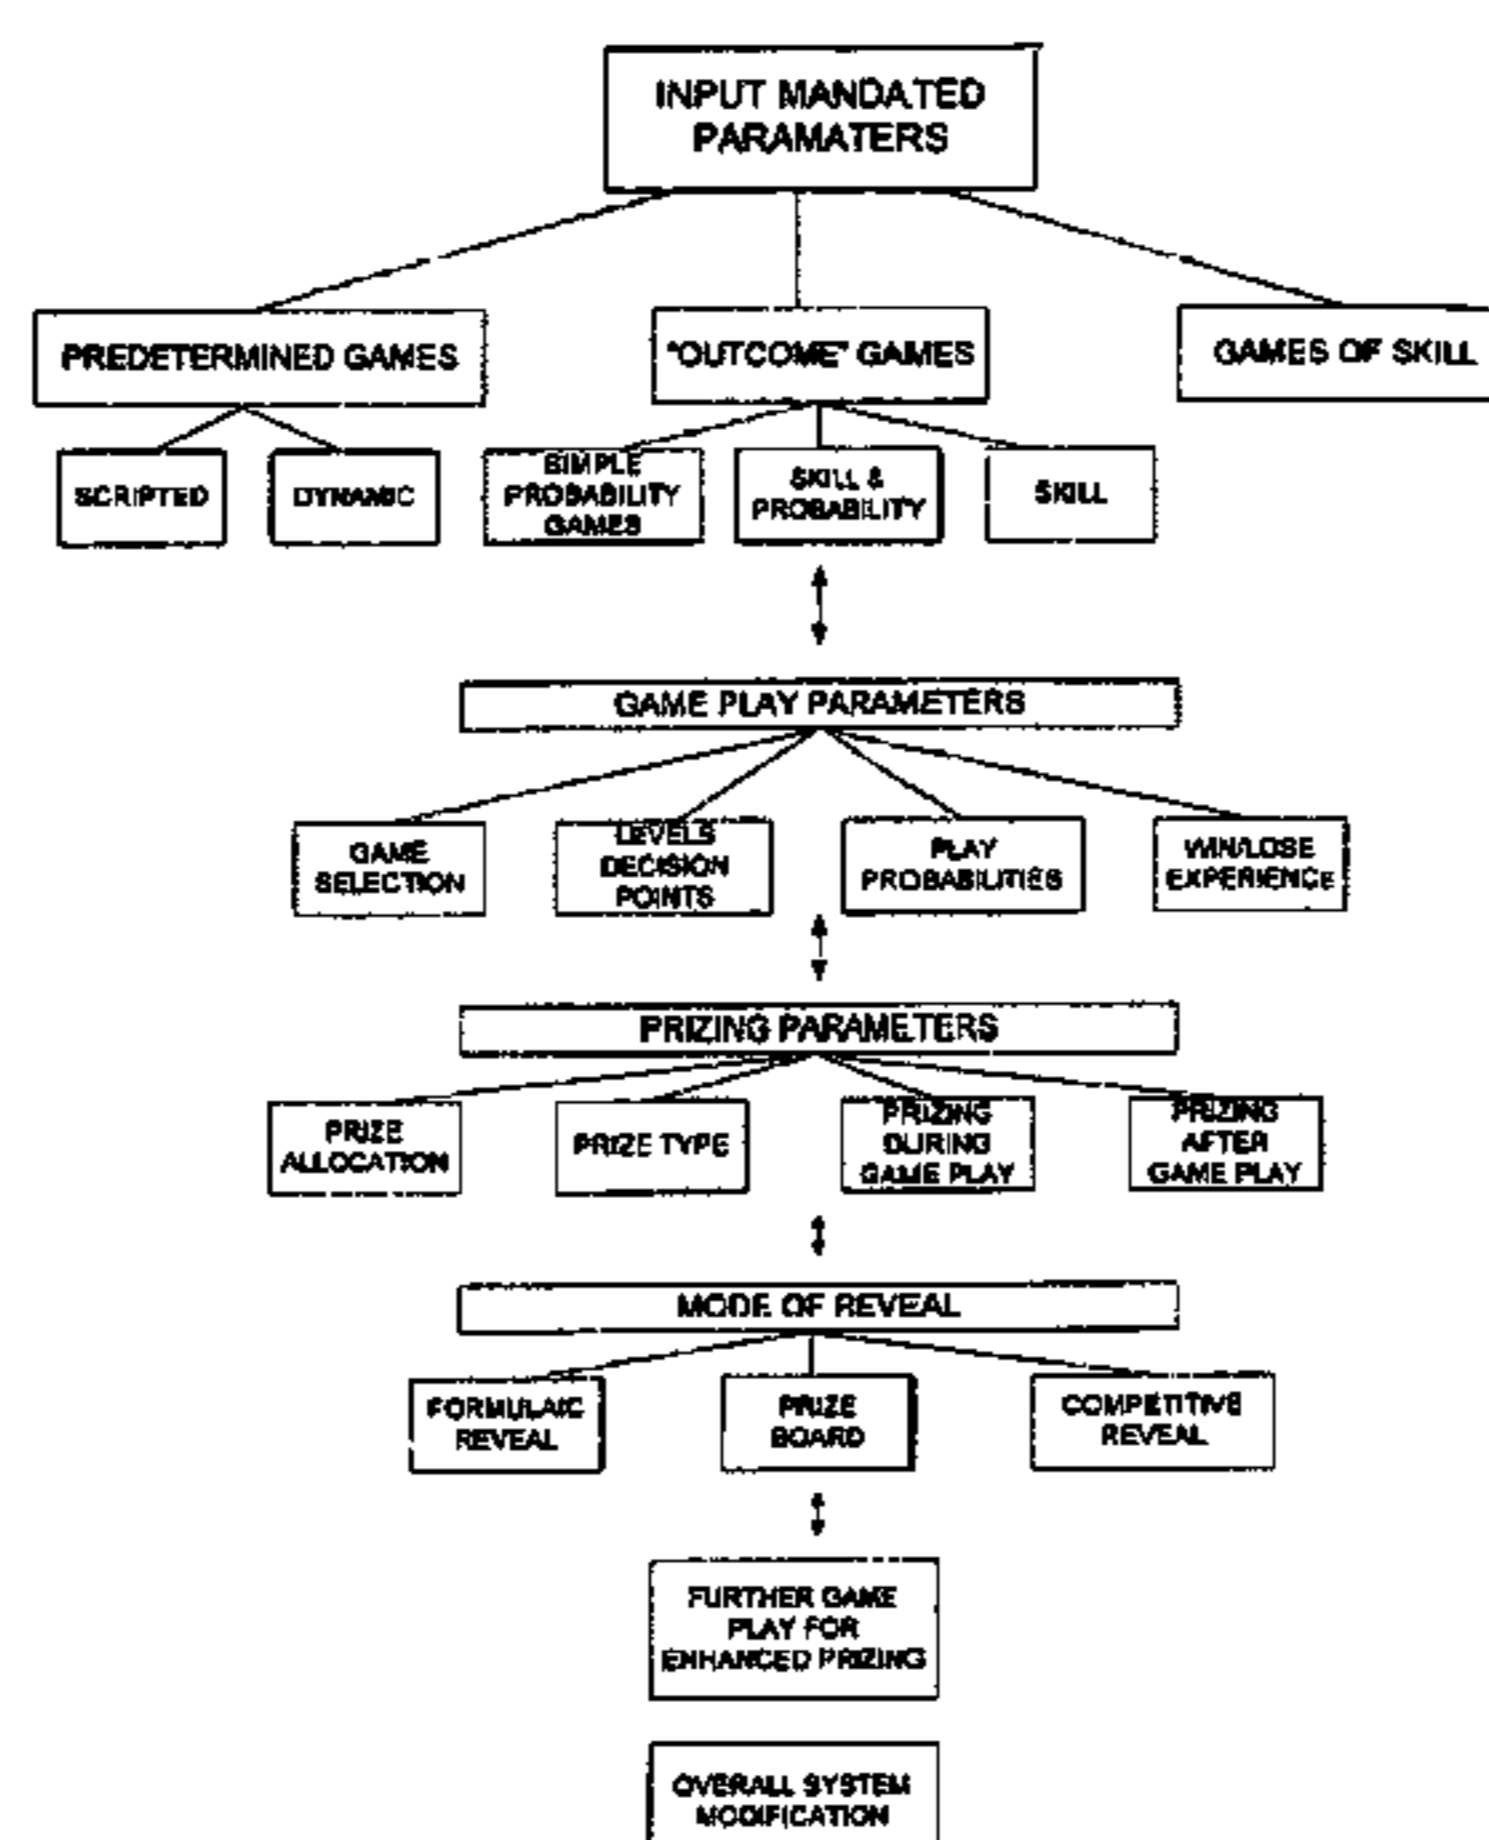 INPUT MANDATED
PARAMATERS
PREDETERMINED GAMES
"OUTCOME" GAMES
GAMES OF SKILL
SCRIPTED
DYNAMIC
SIMPLE
PROBABILITY
GAMES
SKILL &
PROBABILITY
SKILL
GAME PLAY PARAMETERS
GAME
SELECTION
LEVELS
DECISION
POINTS
PLAY
PROBABILITIES
WIN/LOSE
EXPERIENCE
PRIZING PARAMETERS
PRIZE
ALLOCATION
PRIZE TYPE
PRIZING
DURING
GAME PLAY
PRIZING
AFTER
GAME PLAY
MODE OF REVEAL
FORMULAIC
REVEAL
PRIZE
BOARD
COMPETITIVE
REVEAL
FURTHER GAME
PLAY FOR
ENHANCED PRIZING
OVERALL SYSTEM
MODIFICATION